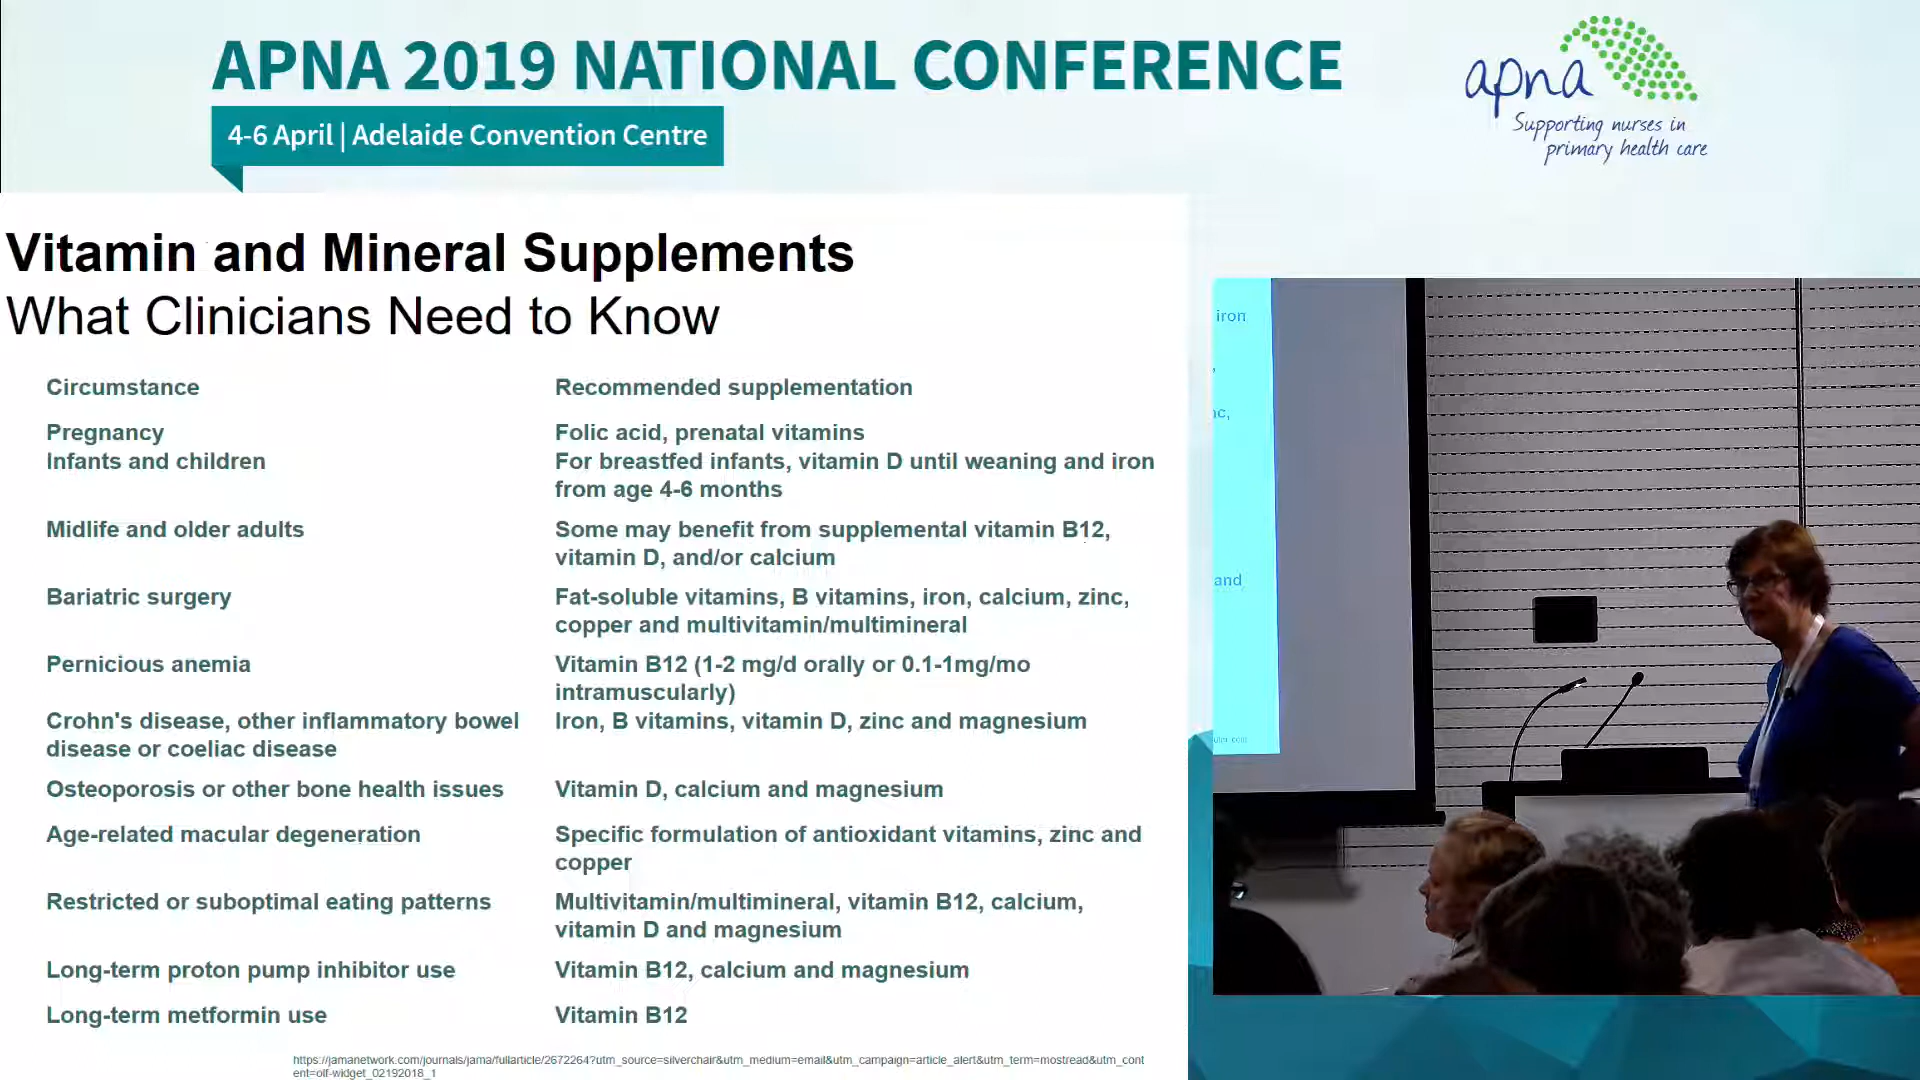 APNA 2019 NATIONAL CONFERENCE
4-6 April | Adelaide Convention Centre
apna
Supporting nurses in
primary health care
Vitamin and Mineral Supplements
What Clinicians Need to Know
Circumstance Recommended supplementation
Pregnancy Folic acid, prenatal vitamins
Infants and children For breastfed infants, vitamin D until weaning and iron
from age 4-6 months
Midlife and older adults Some may benefit from supplemental vitamin B12,
vitamin D, and/or calcium
Bariatric surgery Fat-soluble vitamins, B vitamins, iron, calcium, zinc,
copper and multivitamin/multimineral
Pernicious anemia Vitamin B12 (1-2 mg/d orally or 0.1-1mg/mo
intramuscularly)
Crohn's disease, other inflammatory bowel Iron, B vitamins, vitamin D, zinc and magnesium
disease or coeliac disease
Osteoporosis or other bone health issues Vitamin D, calcium and magnesium
Age-related macular degeneration Specific formulation of antioxidant vitamins, zinc and
copper
Restricted or suboptimal eating patterns Multivitamin/multimineral, vitamin B12, calcium,
vitamin D and magnesium
Long-term proton pump inhibitor use Vitamin B12, calcium and magnesium
Long-term metformin use Vitamin B12
https://jamanetwork.com/journals/jama/fullarticle/2672264?utm_source=silverchair&utm_medium=email&utm_campaign=article_alert&utm_term=mostread&utm_cont
ent=olf-widget_02192018_1
iron
and